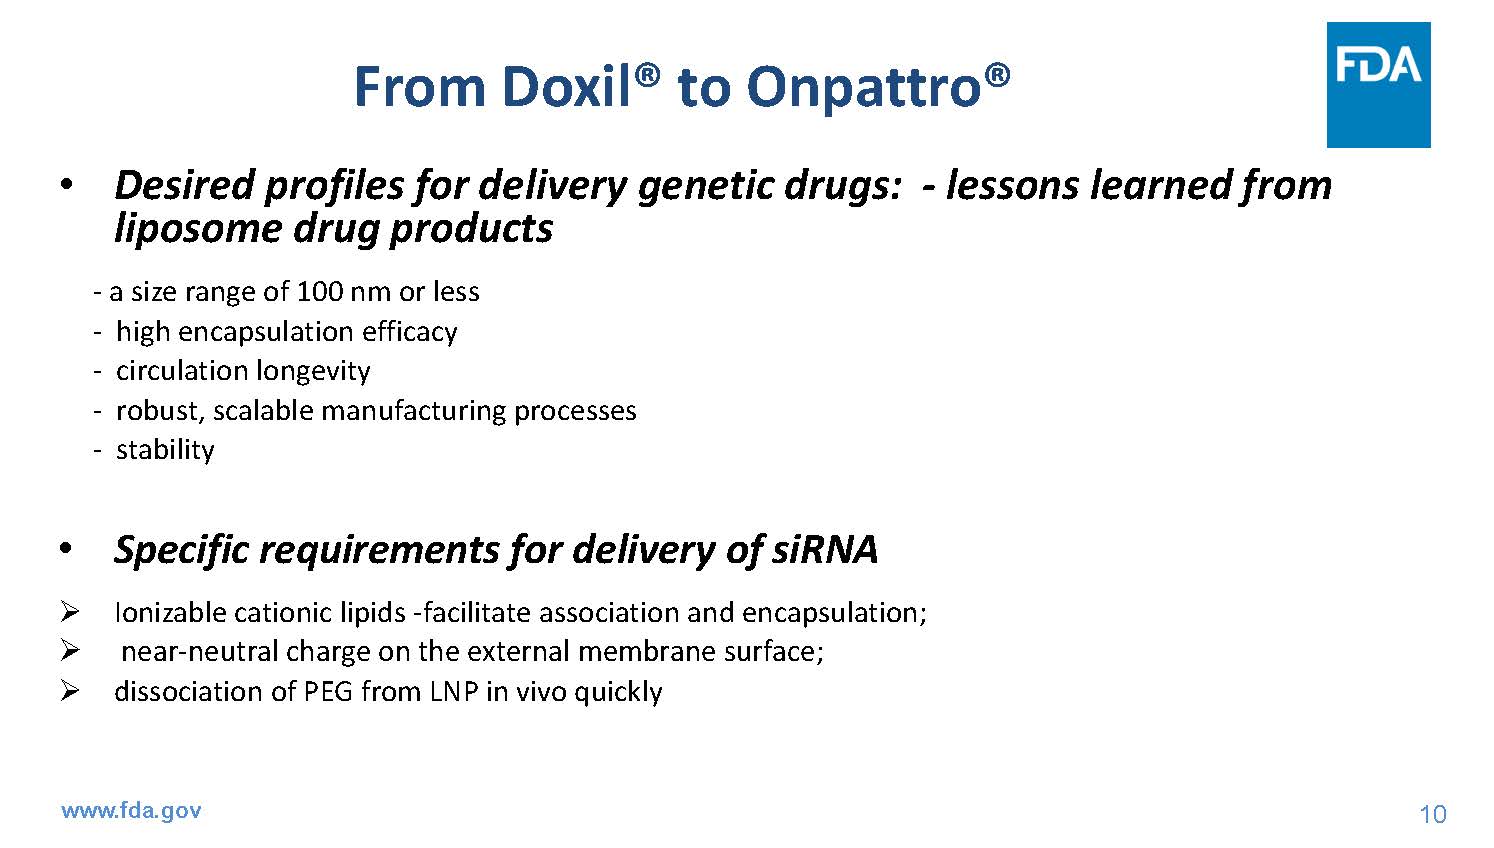 From Doxil® to Onpattro®
FDA
• Desired profiles for delivery genetic drugs: - lessons learned from
liposome drug products
- a size range of 100 nm or less
- high encapsulation efficacy
- circulation longevity
- robust, scalable manufacturing processes
- stability
• Specific requirements for delivery of siRNA
➢ Ionizable cationic lipids -facilitate association and encapsulation;
➢ near-neutral charge on the external membrane surface;
➢ dissociation of PEG from LNP in vivo quickly
www.fda.gov
10